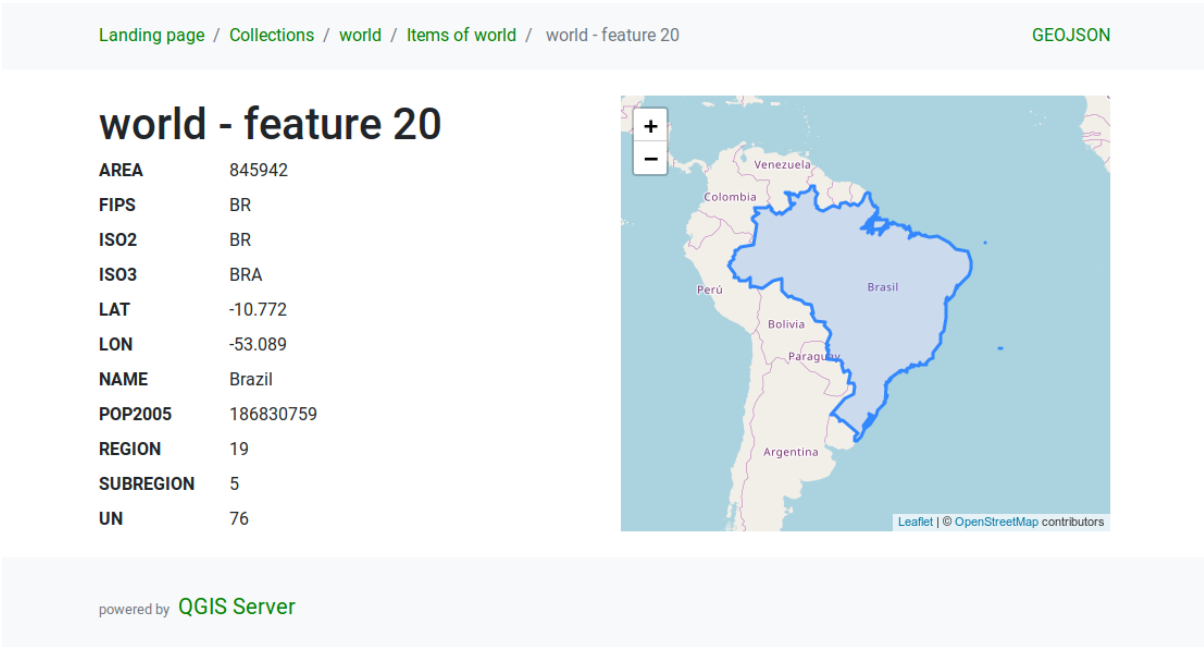 Landing page / Collections / world / Items of world / world - feature 20 GEOJSON
world - feature 20
AREA 845942
FIPS BR
ISO2 BR
ISO3 BRA
LAT -10.772
LON -53.089
NAME Brazil
POP2005 186830759
REGION 19
SUBREGION 5
UN 76
+
−
Venezuela
Colombia
Brasil
Perú
Bolivia
Paraguay
Argentina
Leaflet | © OpenStreetMap contributors
powered by QGIS Server